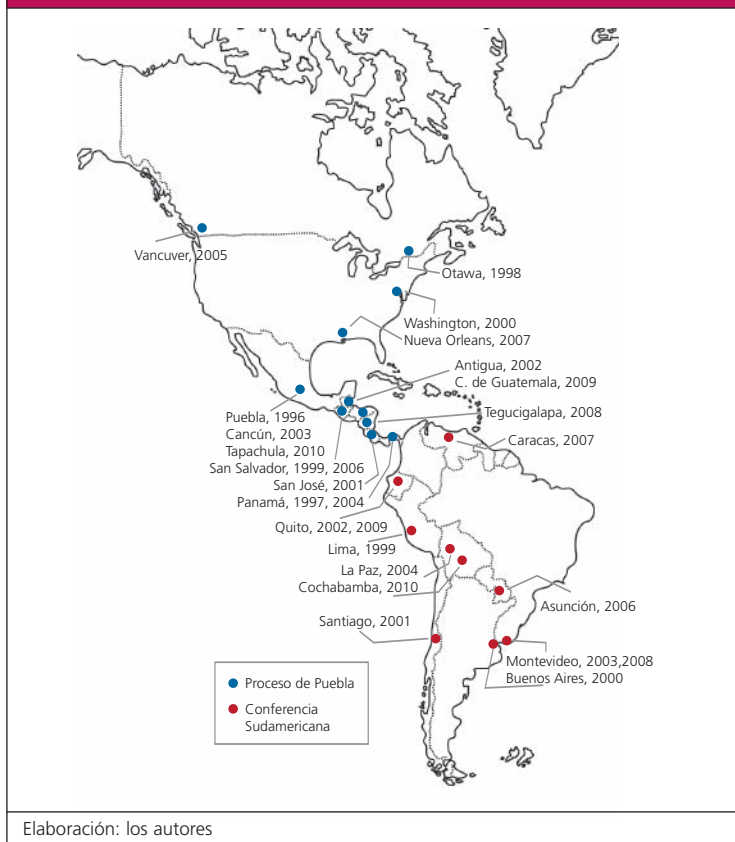 Vancuver, 2005
Otawa, 1998
Washington, 2000
Nueva Orleans, 2007
Antigua, 2002
C. de Guatemala, 2009
Puebla, 1996
Cancún, 2003
Tapachula, 2010
San Salvador, 1999, 2006
San José, 2001
Panamá, 1997, 2004
Tegucigalpa, 2008
Caracas, 2007
Quito, 2002, 2009
Lima, 1999
La Paz, 2004
Cochabamba, 2010
Asunción, 2006
Santiago, 2001
Montevideo, 2003,2008
Buenos Aires, 2000
Proceso de Puebla
Conferencia
Sudamericana
Elaboración: los autores